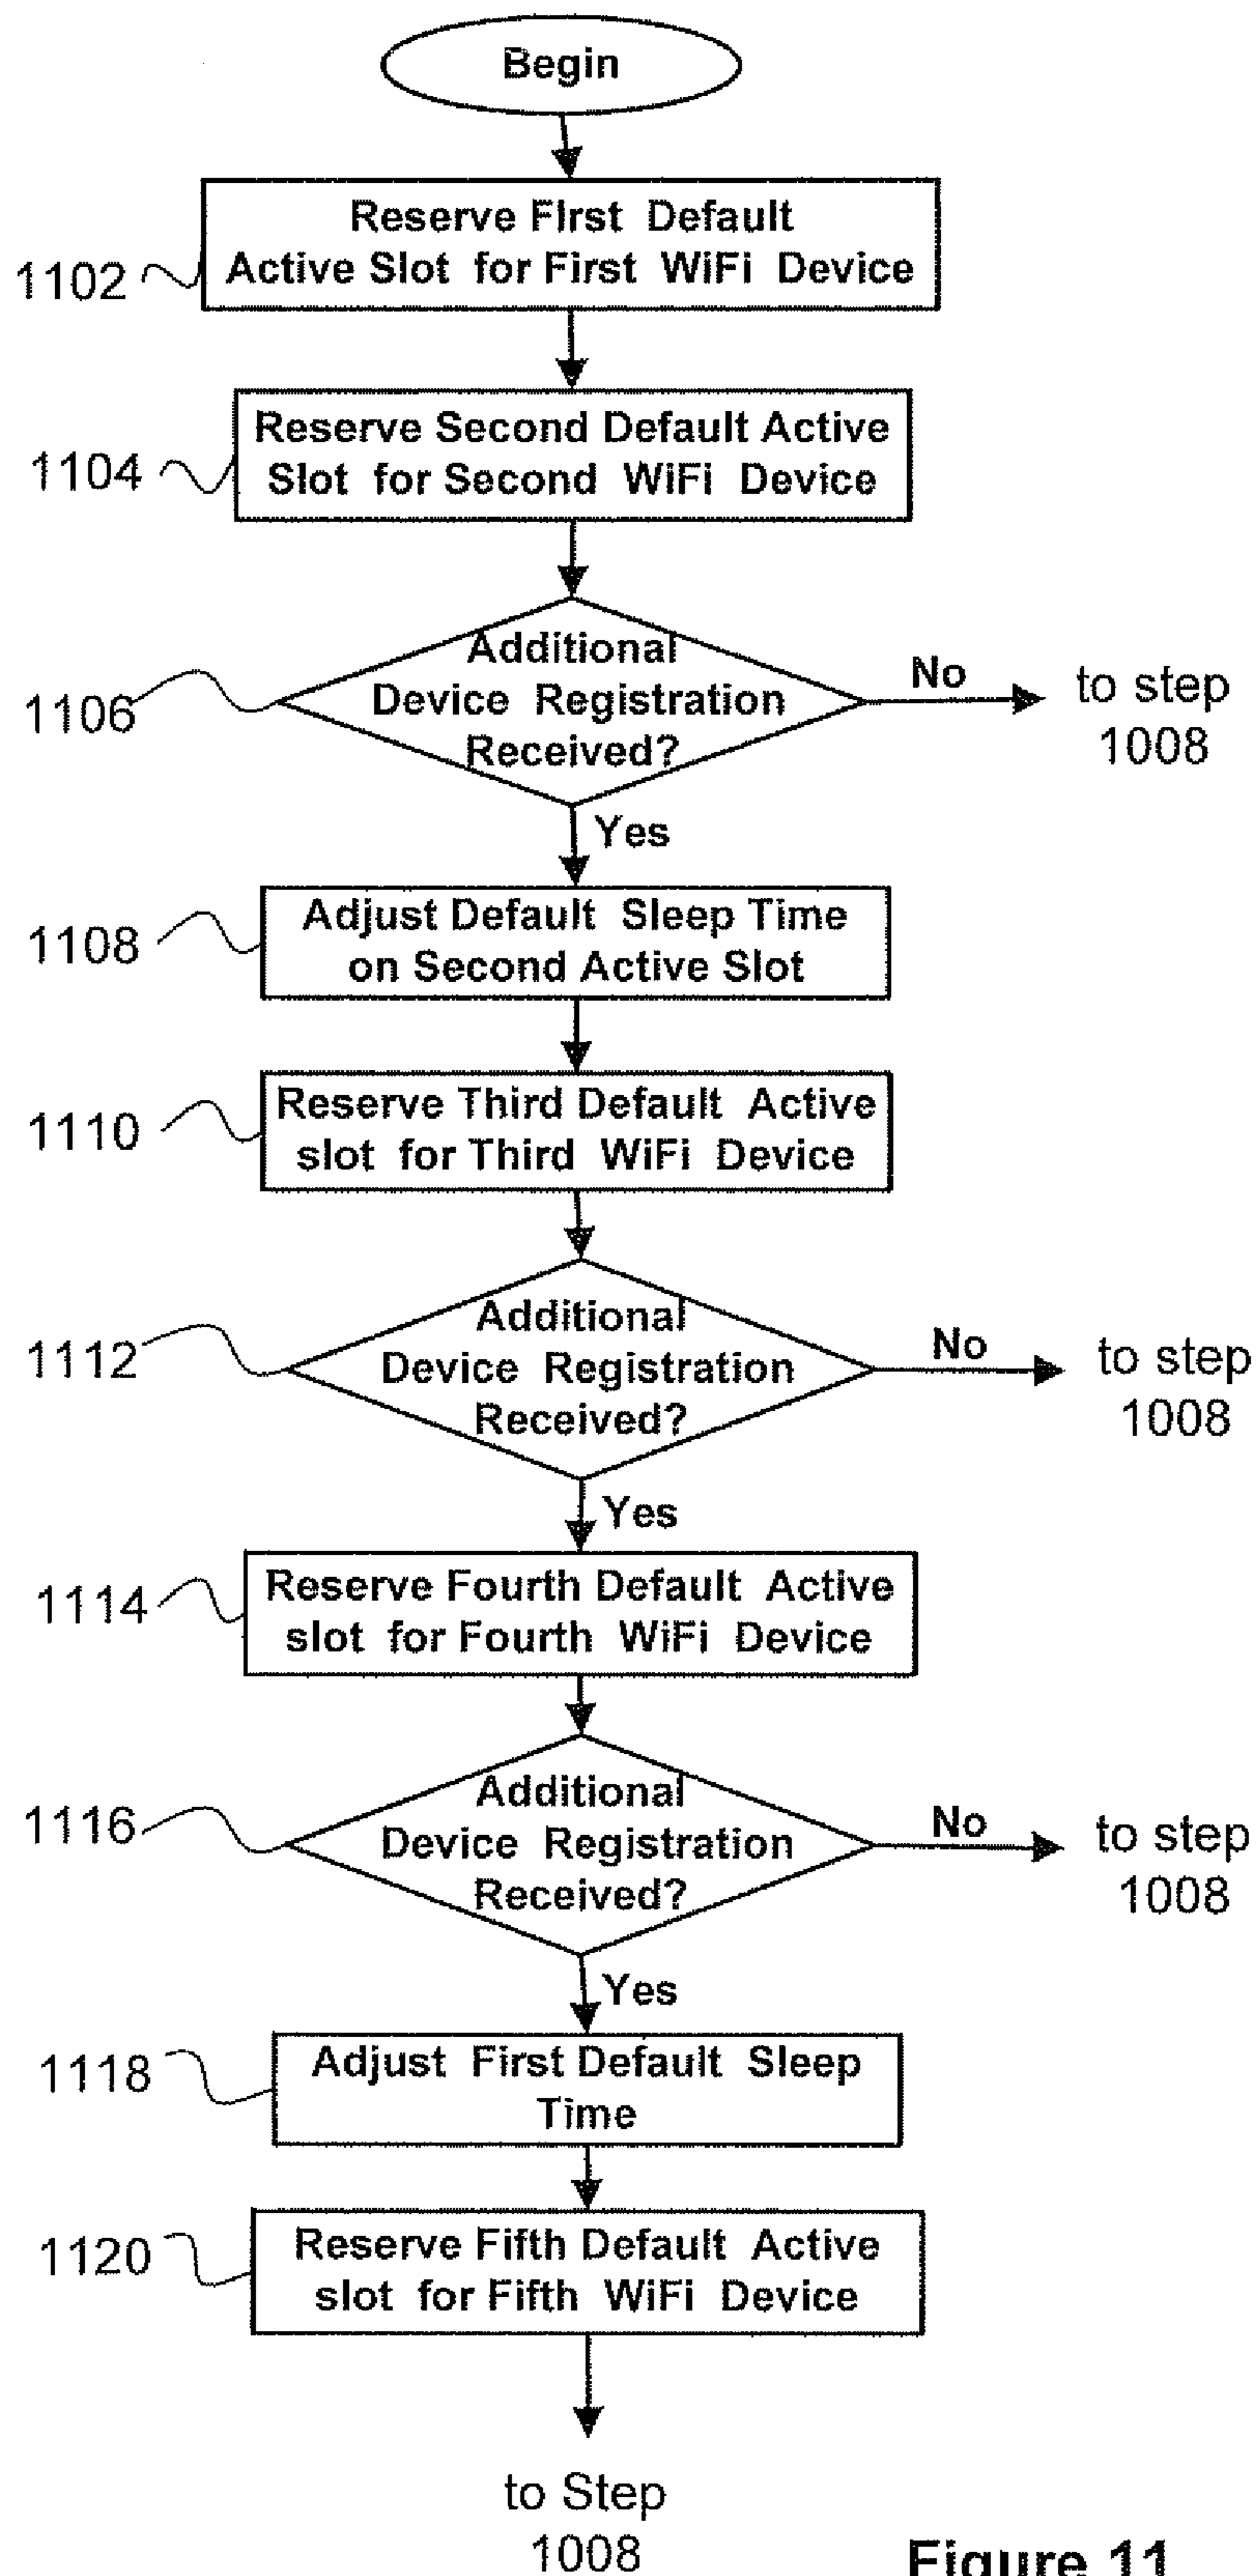 Begin
Reserve First Default
Active Slot for First WiFi Device
1102
Reserve Second Default Active
Slot for Second WiFi Device
1104
Additional
Device Registration
Received?
1106
No
to step
1008
Yes
Adjust Default Sleep Time
on Second Active Slot
1108
Reserve Third Default Active
slot for Third WiFi Device
1110
Additional
Device Registration
Received?
1112
No
to step
1008
Yes
Reserve Fourth Default Active
slot for Fourth WiFi Device
1114
Additional
Device Registration
Received?
1116
No
to step
1008
Yes
Adjust First Default Sleep
Time
1118
Reserve Fifth Default Active
slot for Fifth WiFi Device
1120
to Step
1008
Figure 11